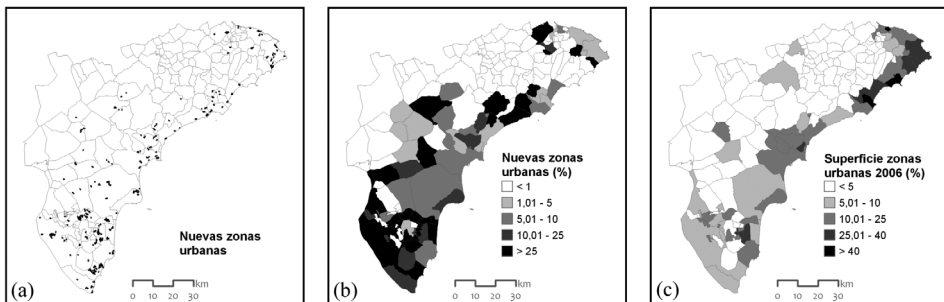 Nuevas zonas
urbanas
km
0 10 20 30
(a)
Nuevas zonas
urbanas (%)
< 1
1,01 - 5
5,01 - 10
10,01 - 25
> 25
km
0 10 20 30
(b)
Superficie zonas
urbanas 2006 (%)
< 5
5,01 - 10
10,01 - 25
25,01 - 40
> 40
km
0 10 20 30
(c)